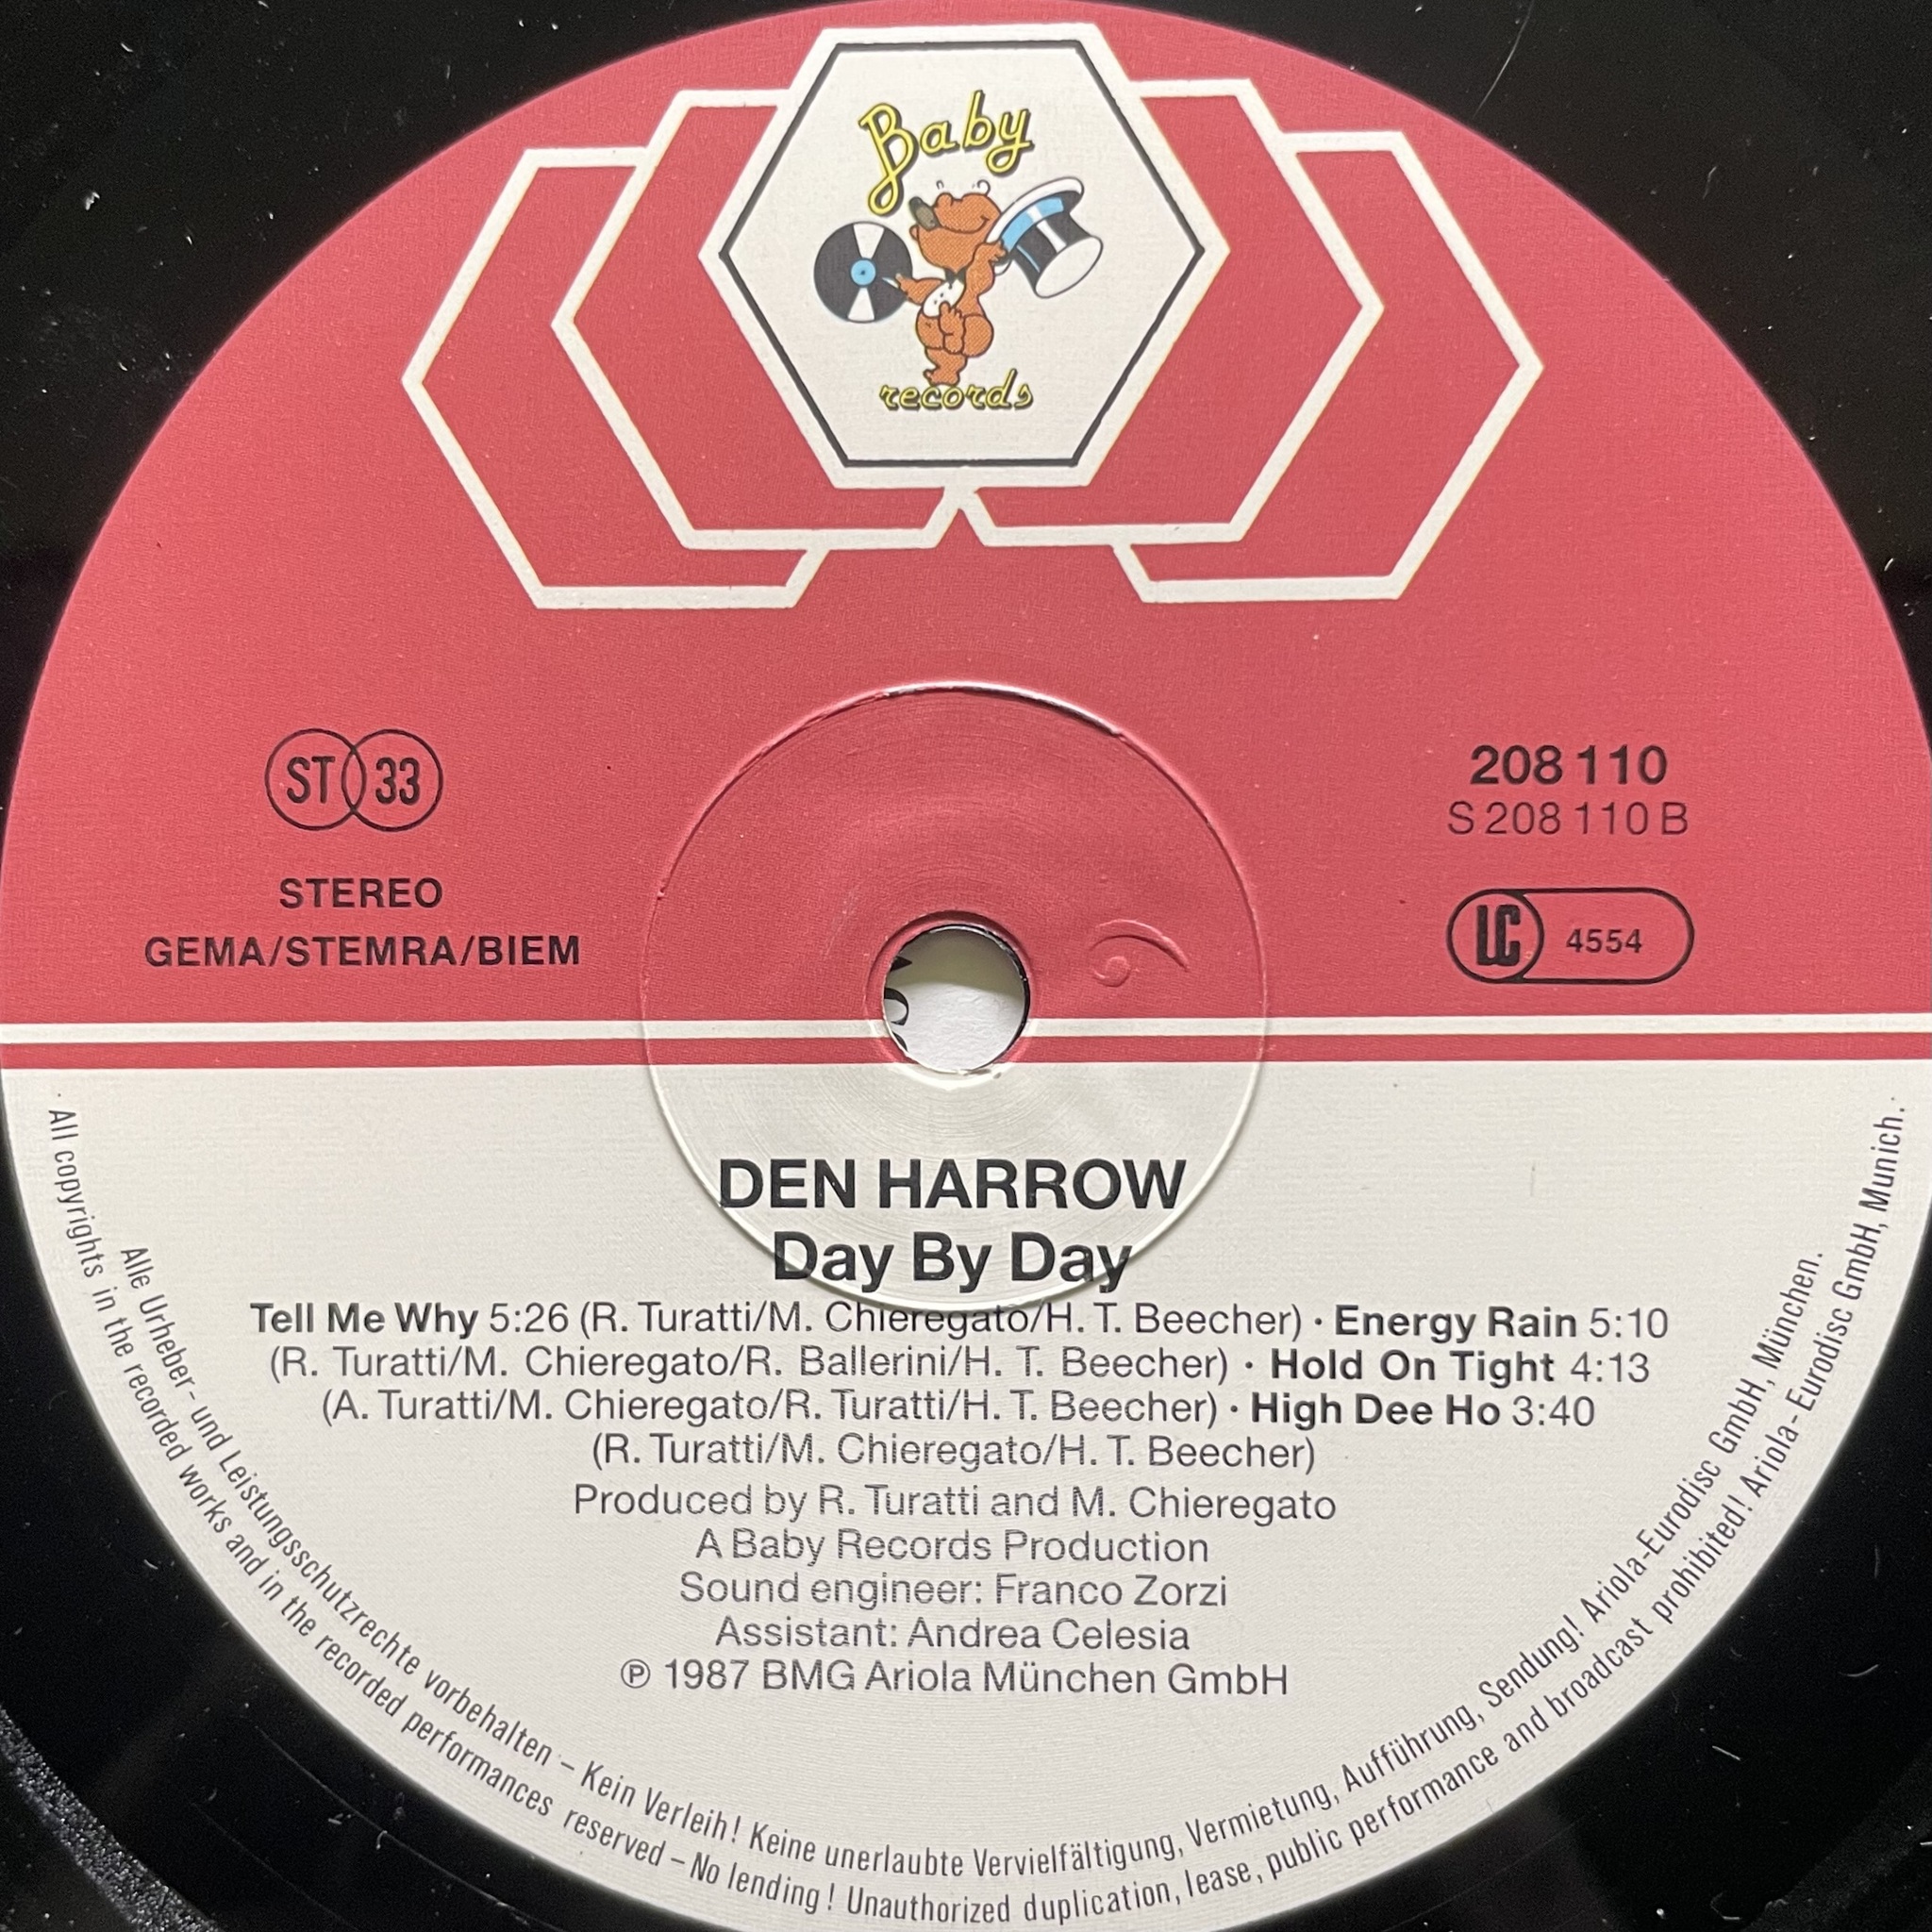 Baby
records
ST 33
STEREO
GEMA/STEMRA/BIEM
208 110
S 208 110 B
LC 4554
DEN HARROW
Day By Day
Tell Me Why 5:26 (R. Turatti/M. Chieregato/H. T. Beecher) · Energy Rain 5:10
(R. Turatti/M. Chieregato/R. Ballerini/H. T. Beecher) · Hold On Tight 4:13
(A. Turatti/M. Chieregato/R. Turatti/H. T. Beecher) · High Dee Ho 3:40
(R. Turatti/M. Chieregato/H. T. Beecher)
Produced by R. Turatti and M. Chieregato
A Baby Records Production
Sound engineer: Franco Zorzi
Assistant: Andrea Celesia
℗ 1987 BMG Ariola München GmbH
Alle Urheber- und Leistungsschutzrechte vorbehalten – Kein Verleih! Keine unerlaubte Vervielfältigung, Vermietung, Aufführung, Sendung! Ariola-Eurodisc GmbH, München.
· All copyrights in the recorded works and in the recorded performances reserved – No lending! Unauthorized duplication, lease, public performance and broadcast prohibited! Ariola-Eurodisc GmbH, Munich. ·